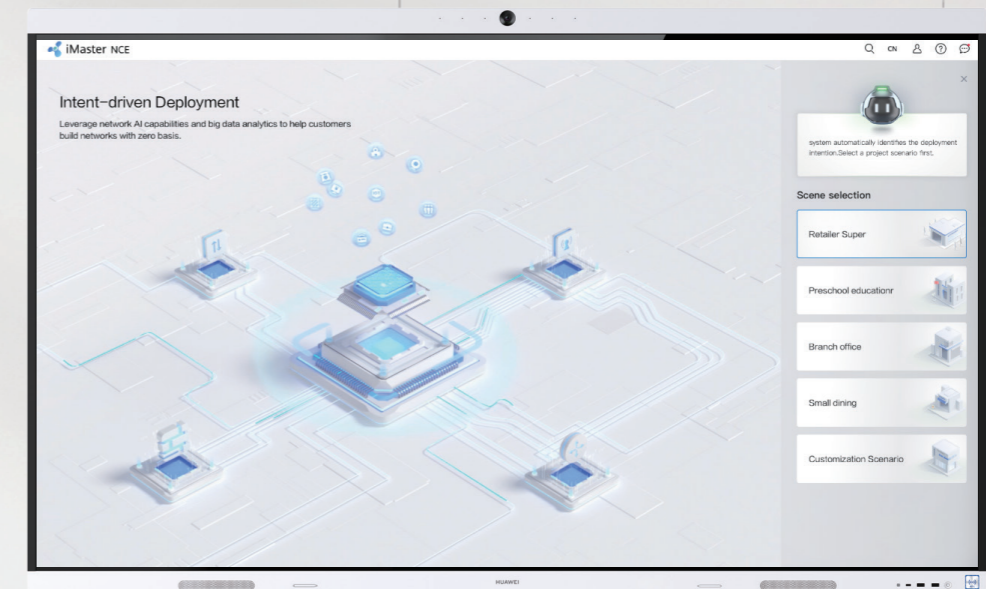 iMaster NCE
CN
Intent-driven Deployment
Leverage network AI capabilities and big data analytics to help customers
build networks with zero basis.
system automatically identifies the deployment
intention.Select a project scenario first.
Scene selection
Retailer Super
Preschool educationr
Branch office
Small dining
Customization Scenario
HUAWEI